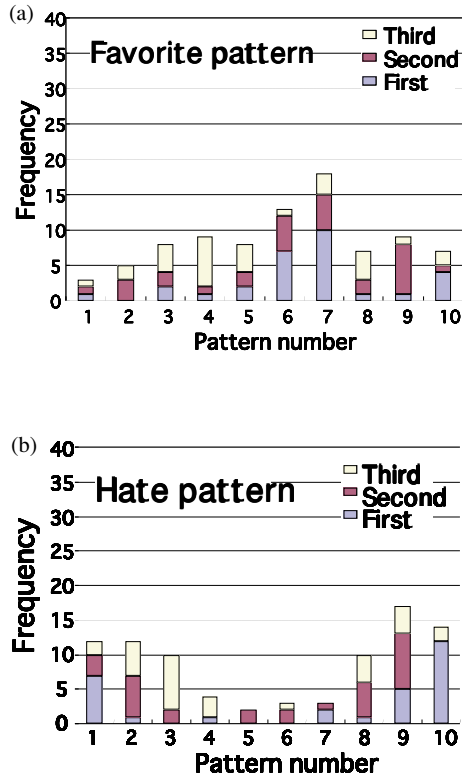 (a)
40
Favorite pattern
Third
35
Second
30
First
25
20
15
10
5
0
Frequency
1 2 3 4 5 6 7 8 9 10
Pattern number
(b)
40
Hate pattern
Third
35
Second
30
First
25
20
15
10
5
0
Frequency
1 2 3 4 5 6 7 8 9 10
Pattern number